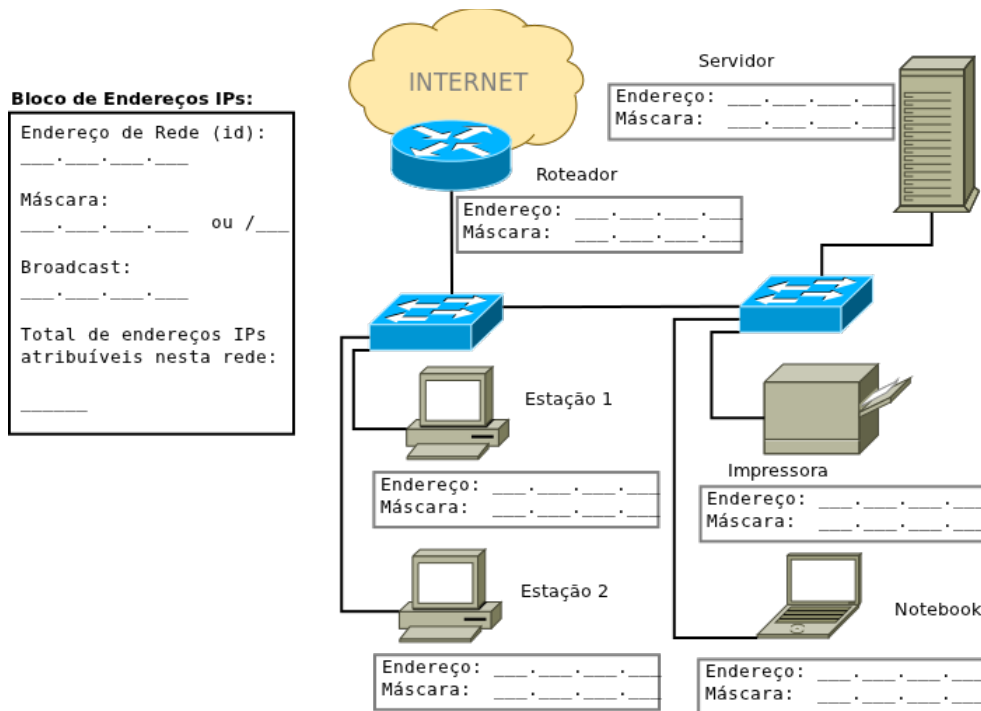 INTERNET
Servidor
Endereço: ___.___.___.___
Máscara: ___.___.___.___
Bloco de Endereços IPs:
Endereço de Rede (id):
___.___.___.___
Máscara:
___.___.___.___ ou /___
Broadcast:
___.___.___.___
Total de endereços IPs
atribuíveis nesta rede:
______
Roteador
Endereço: ___.___.___.___
Máscara: ___.___.___.___
Estação 1
Endereço: ___.___.___.___
Máscara: ___.___.___.___
Impressora
Endereço: ___.___.___.___
Máscara: ___.___.___.___
Estação 2
Endereço: ___.___.___.___
Máscara: ___.___.___.___
Notebook
Endereço: ___.___.___.___
Máscara: ___.___.___.___